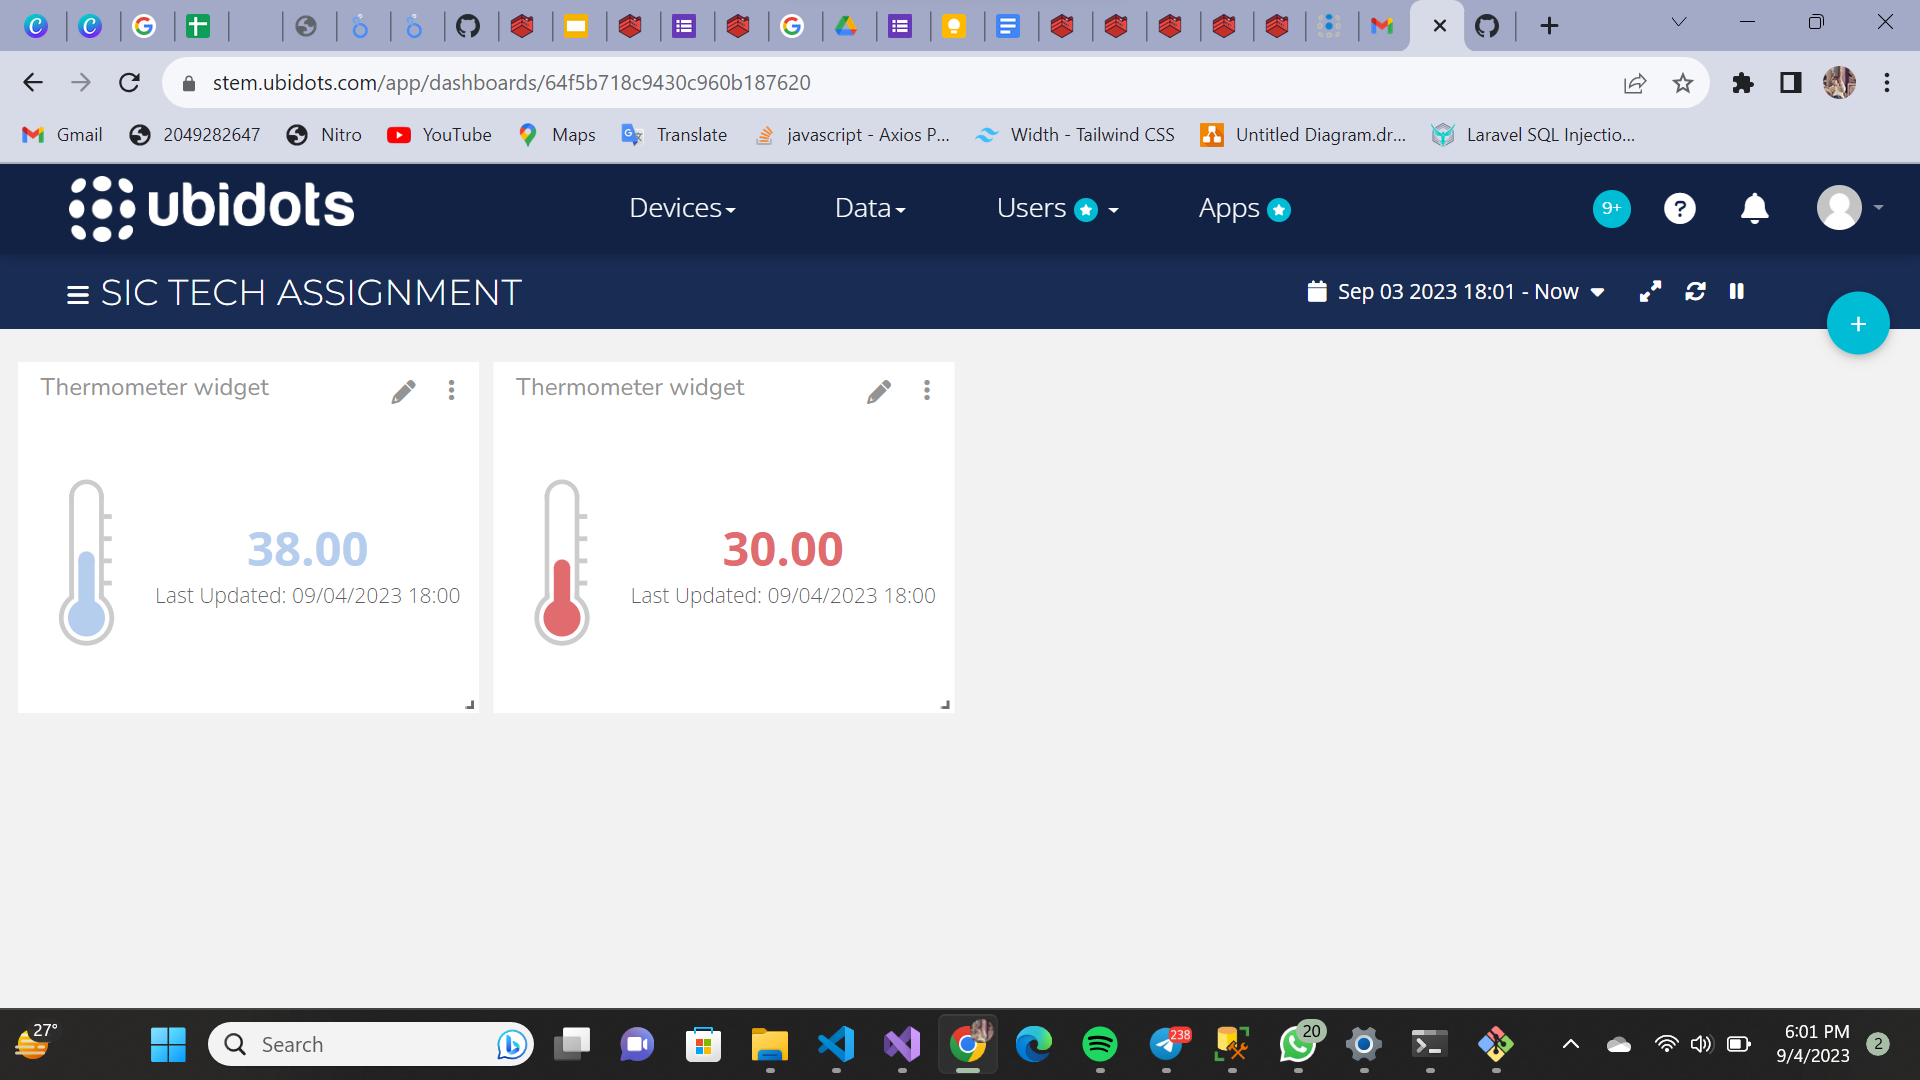 stem.ubidots.com/app/dashboards/64f5b718c9430c960b187620
Gmail 2049282647 Nitro YouTube Maps Translate javascript - Axios P... Width - Tailwind CSS Untitled Diagram.dr... Laravel SQL Injectio...
ubidots Devices Data Users Apps 9+
SIC TECH ASSIGNMENT Sep 03 2023 18:01 - Now
Thermometer widget
38.00
Last Updated: 09/04/2023 18:00
Thermometer widget
30.00
Last Updated: 09/04/2023 18:00
27° Search 238 20 6:01 PM
9/4/2023 2